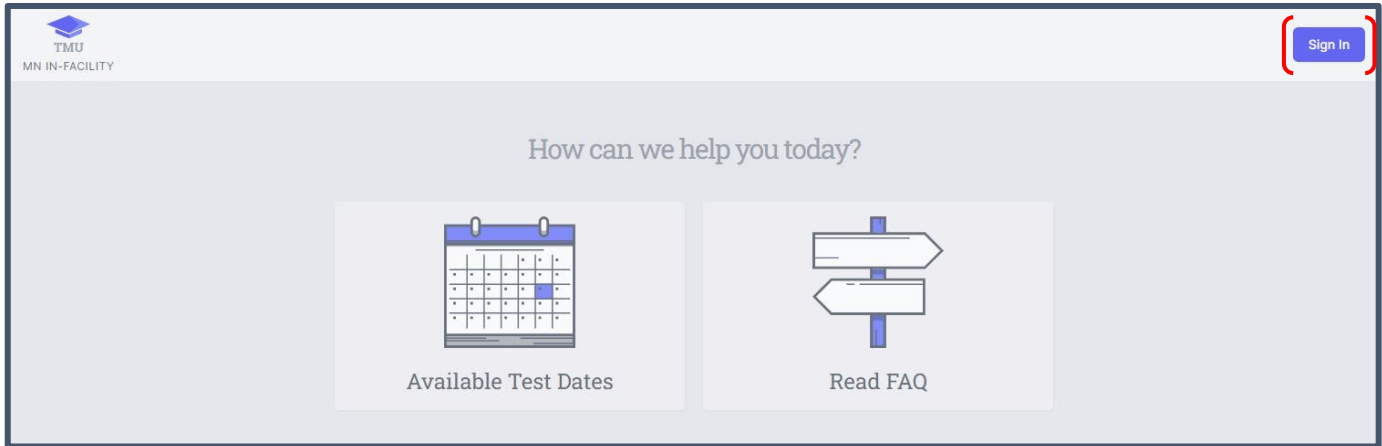 TMU
MN IN-FACILITY
Sign In
How can we help you today?
Available Test Dates
Read FAQ